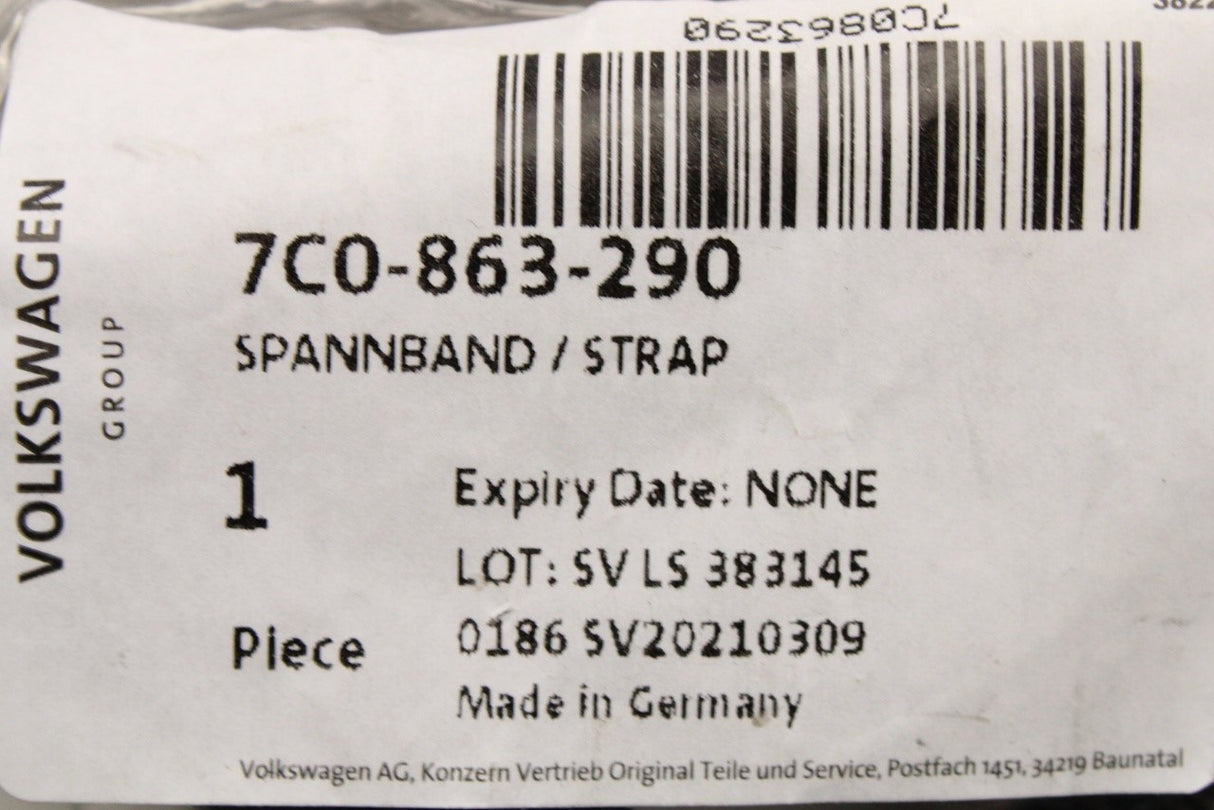 7C0863290
7C0-863-290
SPANNBAND / STRAP
1
Expiry Date: NONE
LOT: SV LS 383145
Piece
0186 SV20210309
Made in Germany
Volkswagen AG, Konzern Vertrieb Original Teile und Service, Postfach 1451, 34219 Baunatal
VOLKSWAGEN
GROUP